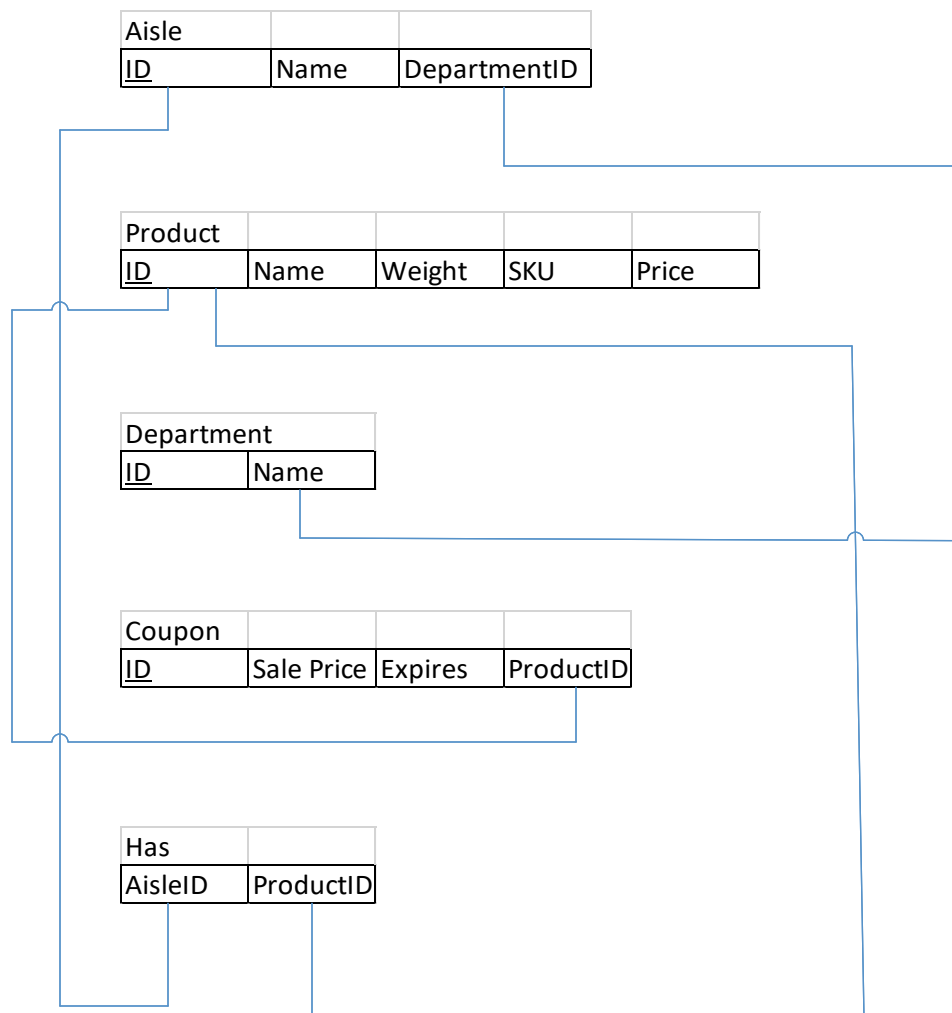 Aisle
ID Name DepartmentID
Product
ID Name Weight SKU Price
Department
ID Name
Coupon
ID Sale Price Expires ProductID
Has
AisleID ProductID